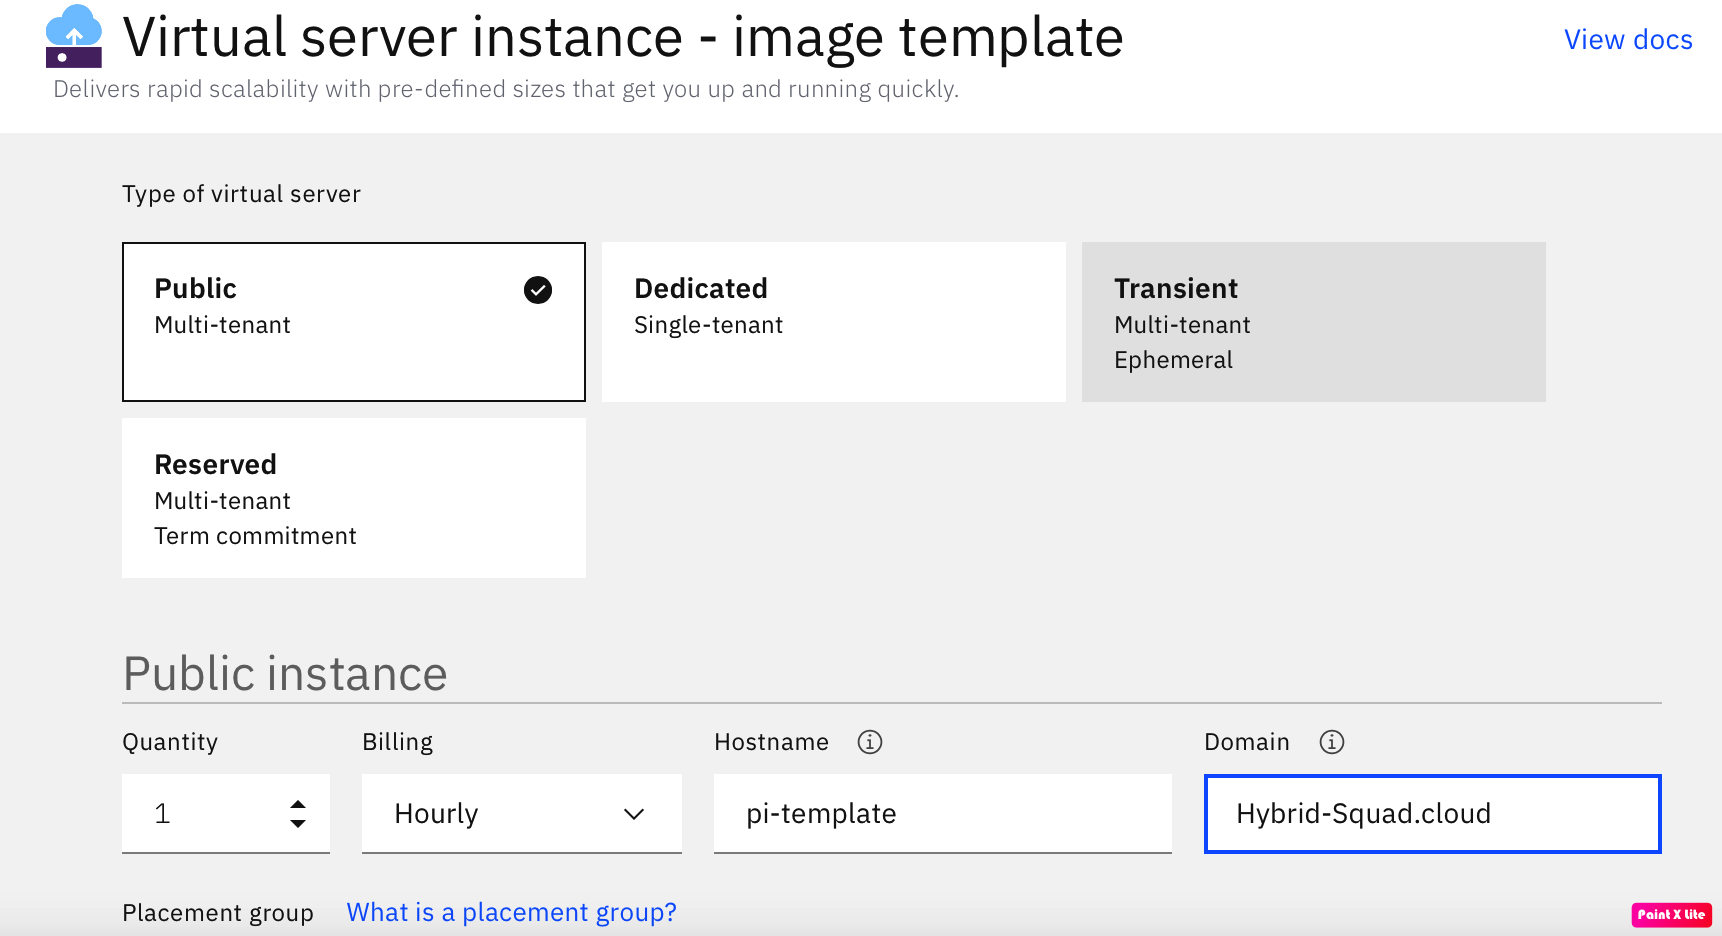 Virtual server instance - image template
View docs
Delivers rapid scalability with pre-defined sizes that get you up and running quickly.
Type of virtual server
Public
Multi-tenant
Dedicated
Single-tenant
Transient
Multi-tenant
Ephemeral
Reserved
Multi-tenant
Term commitment
Public instance
Quantity
Billing
Hostname
Domain
1
Hourly
pi-template
Hybrid-Squad.cloud
Placement group
What is a placement group?
Paint X Lite